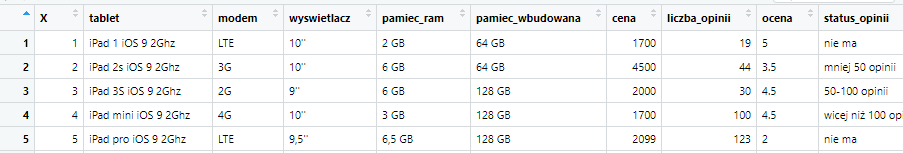 X tablet modem wyswietlacz pamiec_ram pamiec_wbudowana cena liczba_opinii ocena status_opinii
1 1 iPad 1 iOS 9 2Ghz LTE 10'' 2 GB 64 GB 1700 19 5 nie ma
2 2 iPad 2s iOS 9 2Ghz 3G 10'' 6 GB 64 GB 4500 44 3.5 mniej 50 opinii
3 3 iPad 3S iOS 9 2Ghz 2G 9'' 6 GB 128 GB 2000 30 4.5 50-100 opinii
4 4 iPad mini iOS 9 2Ghz 4G 10'' 3 GB 128 GB 1700 100 4.5 wicej niż 100 opi
5 5 iPad pro iOS 9 2Ghz LTE 9,5'' 6,5 GB 128 GB 2099 123 2 nie ma